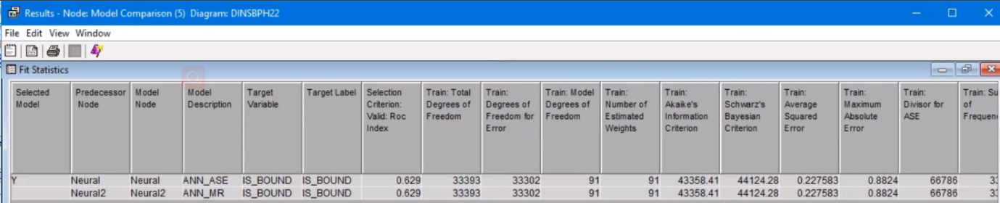 Results - Node: Model Comparison (5) Diagram: DINSBPH22
File Edit View Window
Fit Statistics
Selected Model Predecessor Node Model Node Model Description Target Variable Target Label Selection Criterion: Valid: Roc Index Train: Total Degrees of Freedom Train: Degrees of Freedom for Error Train: Model Degrees of Freedom Train: Number of Estimated Weights Train: Akaike's Information Criterion Train: Schwarz's Bayesian Criterion Train: Average Squared Error Train: Maximum Absolute Error Train: Divisor for ASE Train: Su of Frequen
Y Neural Neural ANN_ASE IS_BOUND IS_BOUND 0.629 33393 33302 91 91 43358.41 44124.28 0.227583 0.8824 66786
Neural2 Neural2 ANN_MR IS_BOUND IS_BOUND 0.629 33393 33302 91 91 43358.41 44124.28 0.227583 0.8824 66786